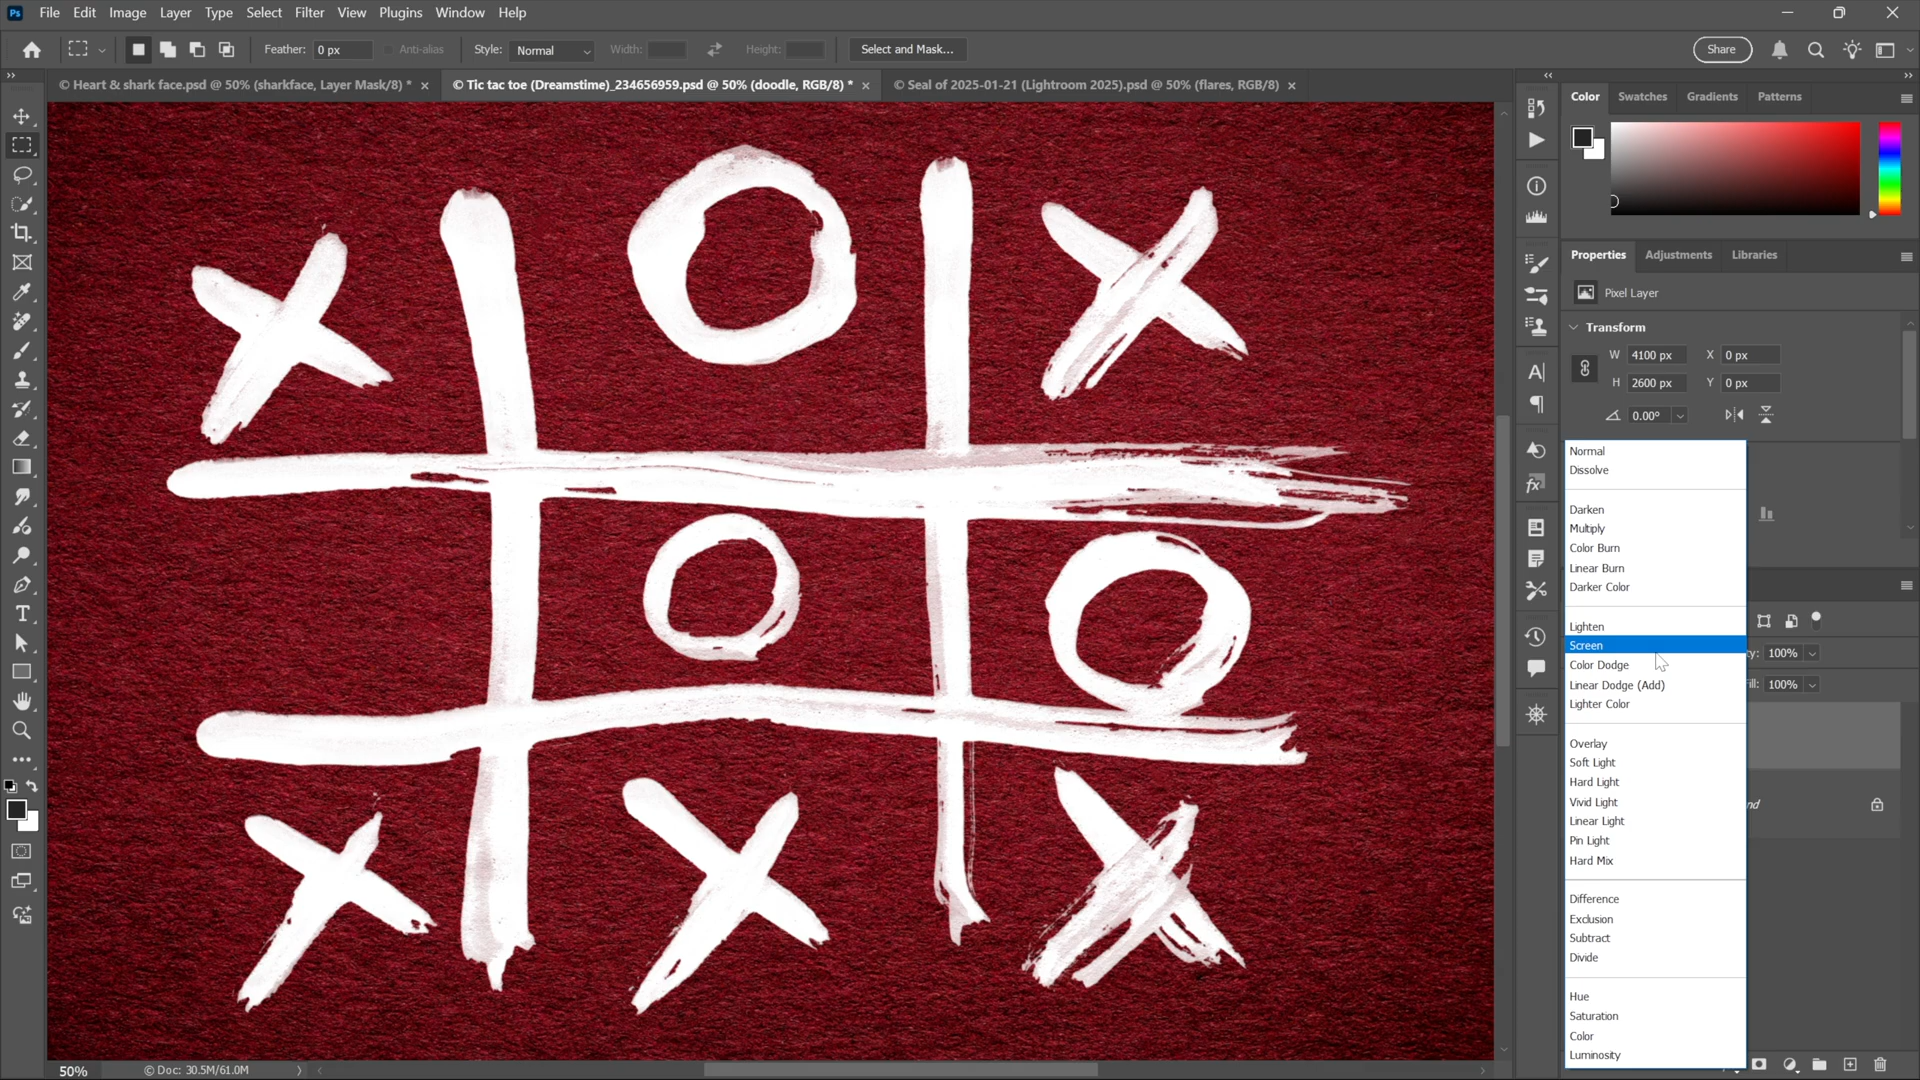 Ps File Edit Image Layer Type Select Filter View Plugins Window Help
Feather: 0 px Anti-alias Style: Normal Width: Height: Select and Mask... Share
© Heart & shark face.psd @ 50% (sharkface, Layer Mask/8) * © Tic tac toe (Dreamstime)_234656959.psd @ 50% (doodle, RGB/8) * © Seal of 2025-01-21 (Lightroom 2025).psd @ 50% (flares, RGB/8)
Color Swatches Gradients Patterns
Properties Adjustments Libraries
Pixel Layer
Transform
W 4100 px X 0 px
H 2600 px Y 0 px
0.00°
Normal
Dissolve
Darken
Multiply
Color Burn
Linear Burn
Darker Color
Lighten
Screen
ty: 100%
Color Dodge
Linear Dodge (Add)
ill: 100%
Lighter Color
Overlay
Soft Light
Hard Light
Vivid Light
nd
Linear Light
Pin Light
Hard Mix
Difference
Exclusion
Subtract
Divide
Hue
Saturation
Color
Luminosity
X O X
O O
X X X
50% © Doc: 30.5M/61.0M